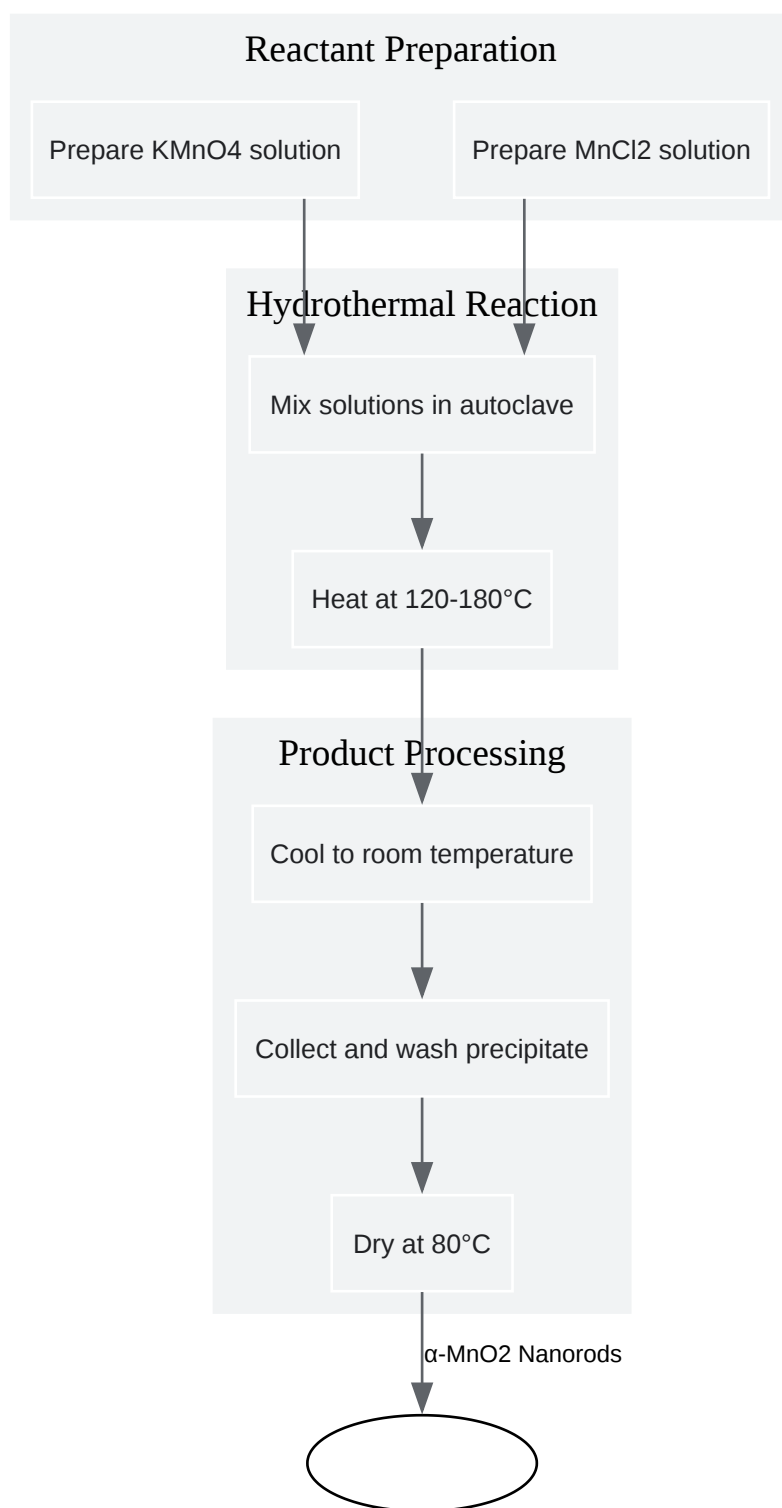 Reactant Preparation
Prepare KMnO4 solution
Prepare MnCl2 solution
Hydrothermal Reaction
Mix solutions in autoclave
Heat at 120-180°C
Product Processing
Cool to room temperature
Collect and wash precipitate
Dry at 80°C
α-MnO2 Nanorods